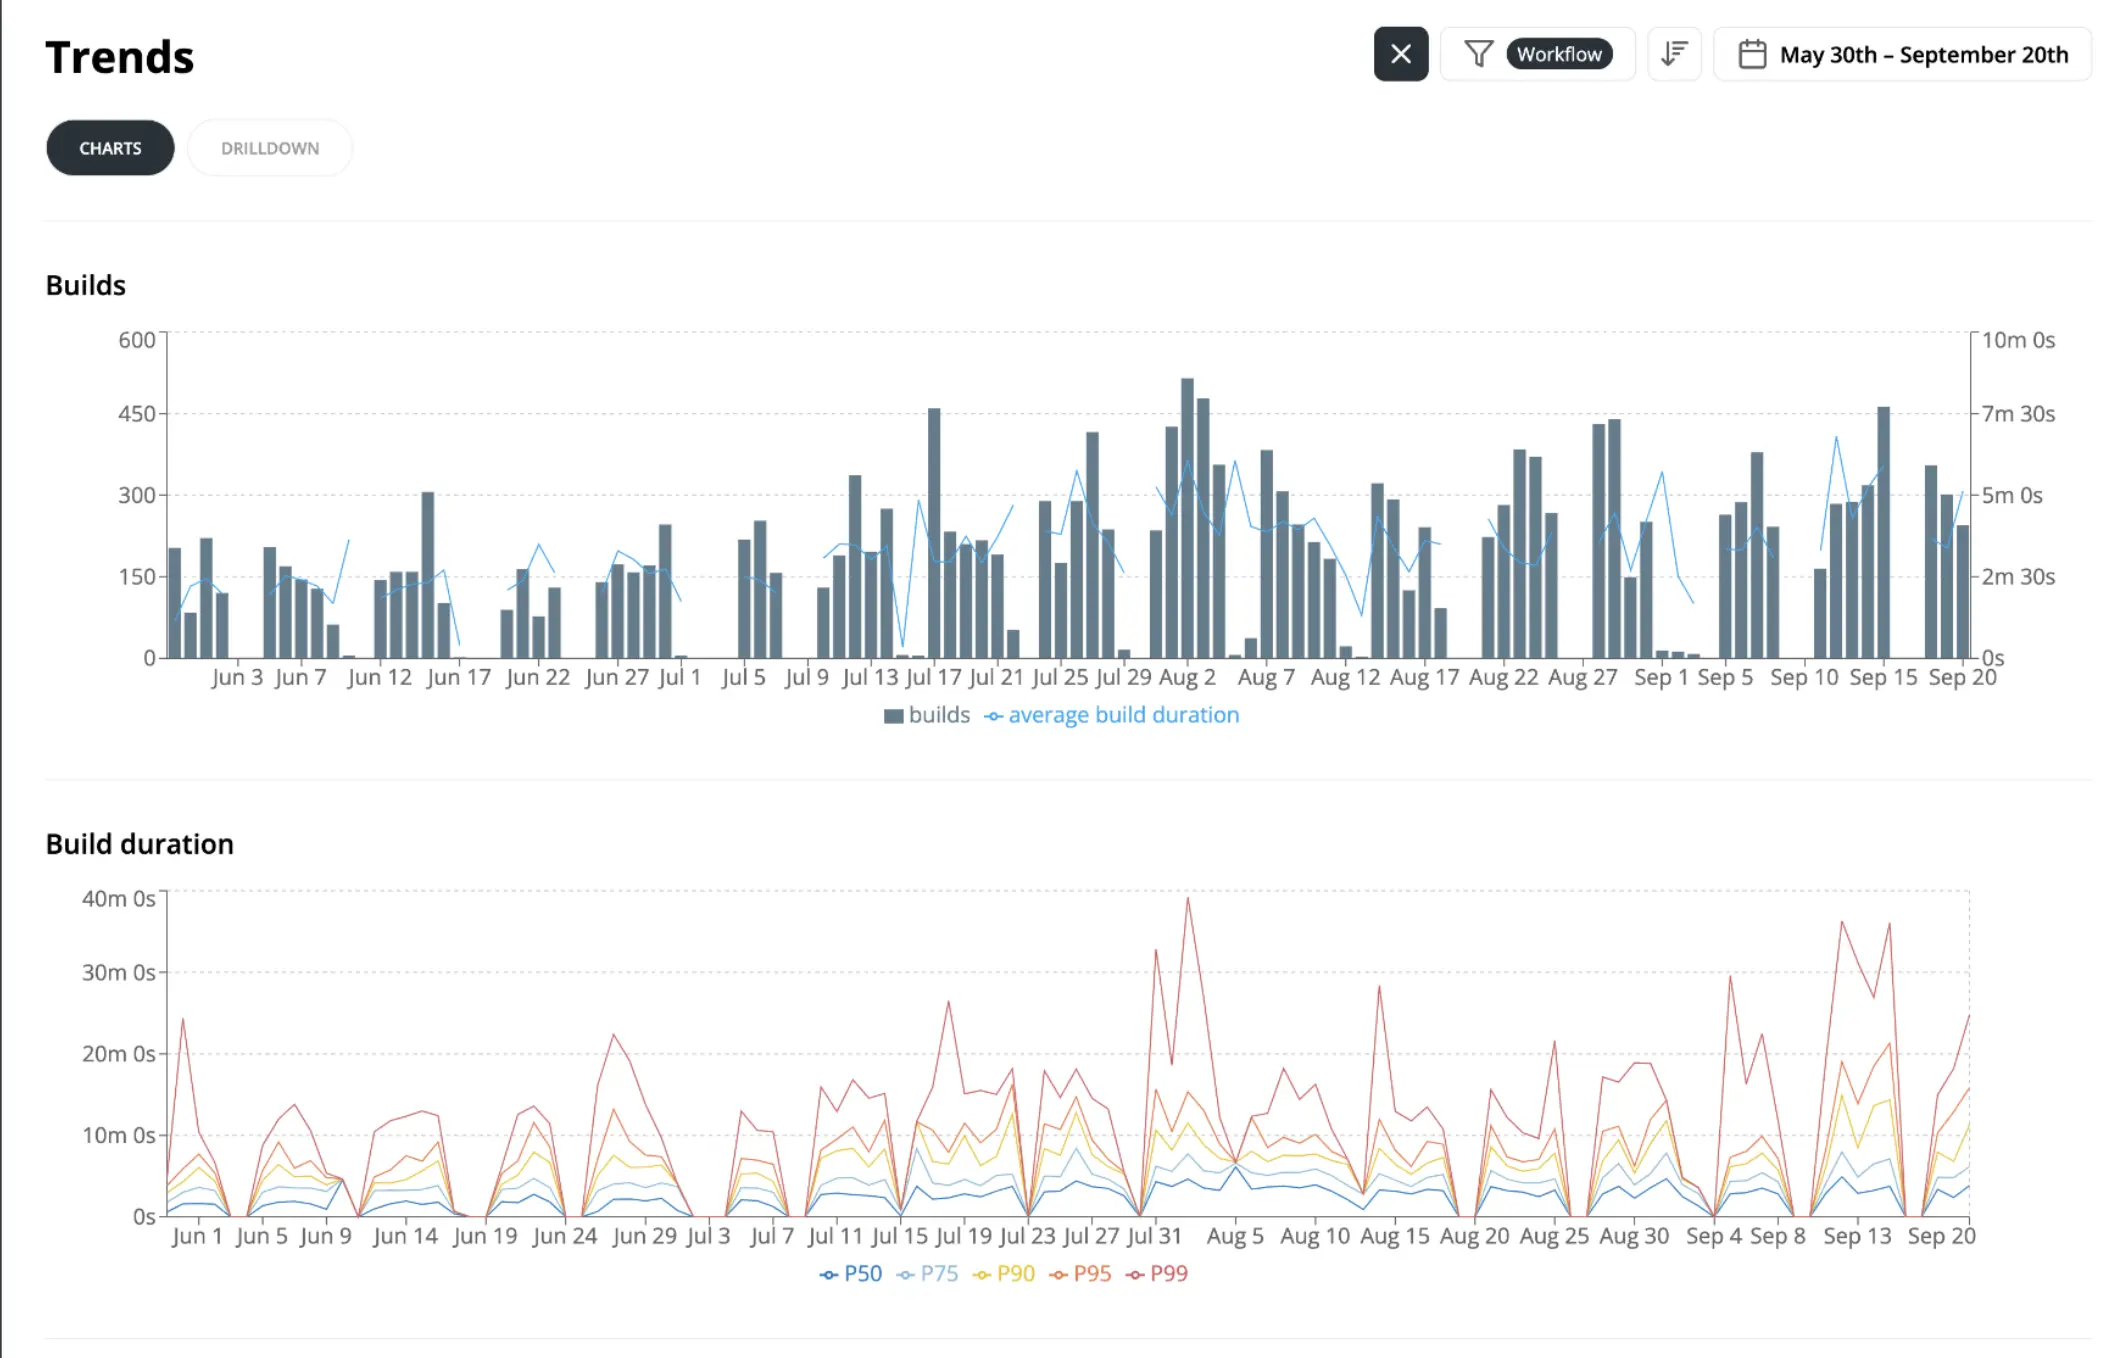 Trends
Workflow
May 30th – September 20th
CHARTS
DRILLDOWN
Builds
600
450
300
150
0
10m 0s
7m 30s
5m 0s
2m 30s
0s
Jun 3 Jun 7 Jun 12 Jun 17 Jun 22 Jun 27 Jul 1 Jul 5 Jul 9 Jul 13 Jul 17 Jul 21 Jul 25 Jul 29 Aug 2 Aug 7 Aug 12 Aug 17 Aug 22 Aug 27 Sep 1 Sep 5 Sep 10 Sep 15 Sep 20
builds average build duration
Build duration
40m 0s
30m 0s
20m 0s
10m 0s
0s
Jun 1 Jun 5 Jun 9 Jun 14 Jun 19 Jun 24 Jun 29 Jul 3 Jul 7 Jul 11 Jul 15 Jul 19 Jul 23 Jul 27 Jul 31 Aug 5 Aug 10 Aug 15 Aug 20 Aug 25 Aug 30 Sep 4 Sep 8 Sep 13 Sep 20
P50 P75 P90 P95 P99